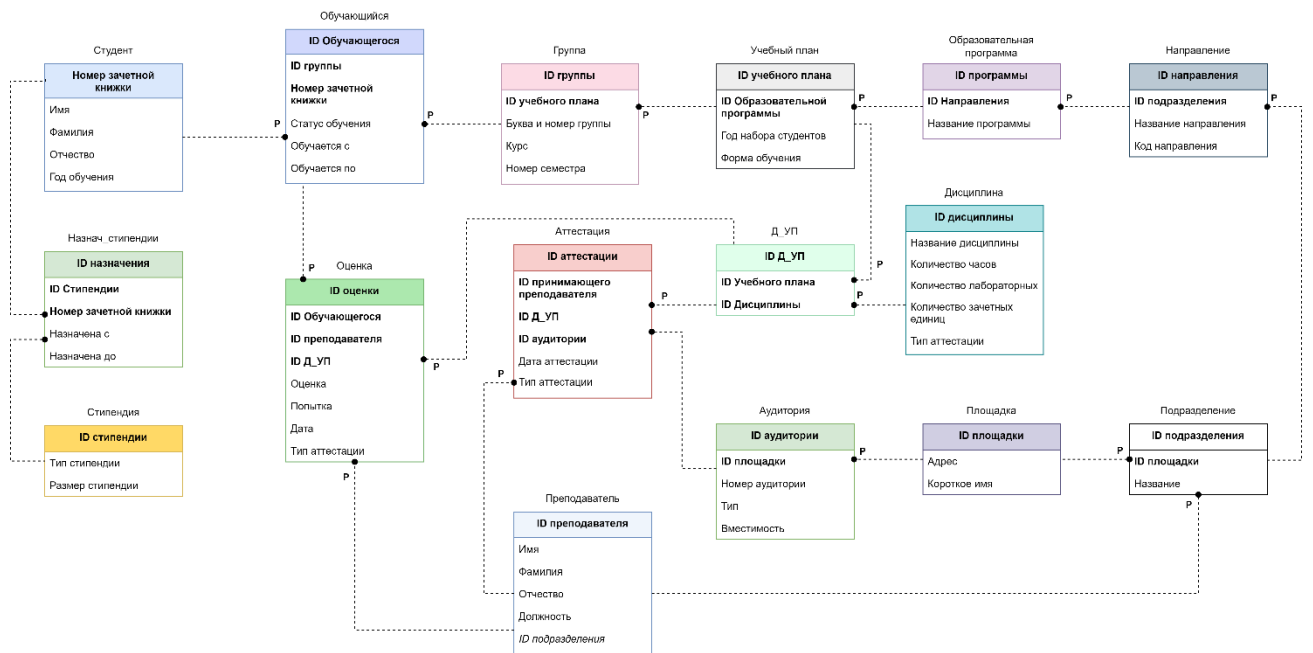 Обучающийся
ID Обучающегося
ID группы
Номер зачетной
книжки
Статус обучения
Обучается с
Обучается по
Студент
Номер зачетной
книжки
Имя
Фамилия
Отчество
Год обучения
P
P
Группа
ID группы
ID учебного плана
Буква и номер группы
Курс
Номер семестра
P
Учебный план
ID учебного плана
ID Образовательной
программы
Год набора студентов
Форма обучения
P
Образовательная
программа
ID программы
ID Направления
Название программы
P
Направление
ID направления
ID подразделения
Название направления
Код направления
P
Назнач_стипендии
ID назначения
ID Стипендии
Номер зачетной книжки
Назначена с
Назначена до
P
Оценка
ID оценки
ID Обучающегося
ID преподавателя
ID Д_УП
Оценка
Попытка
Дата
Тип аттестации
P
P
Аттестация
ID аттестации
ID принимающего
преподавателя
ID Д_УП
ID аудитории
Дата аттестации
Тип аттестации
P
P
Д_УП
ID Д_УП
ID Учебного плана
ID Дисциплины
P
P
Дисциплина
ID дисциплины
Название дисциплины
Количество часов
Количество лабораторных
Количество зачетных
единиц
Тип аттестации
Стипендия
ID стипендии
Тип стипендии
Размер стипендии
Аудитория
ID аудитории
ID площадки
Номер аудитории
Тип
Вместимость
P
Площадка
ID площадки
Адрес
Короткое имя
P
Подразделение
ID подразделения
ID площадки
Название
P
Преподаватель
ID преподавателя
Имя
Фамилия
Отчество
Должность
ID подразделения